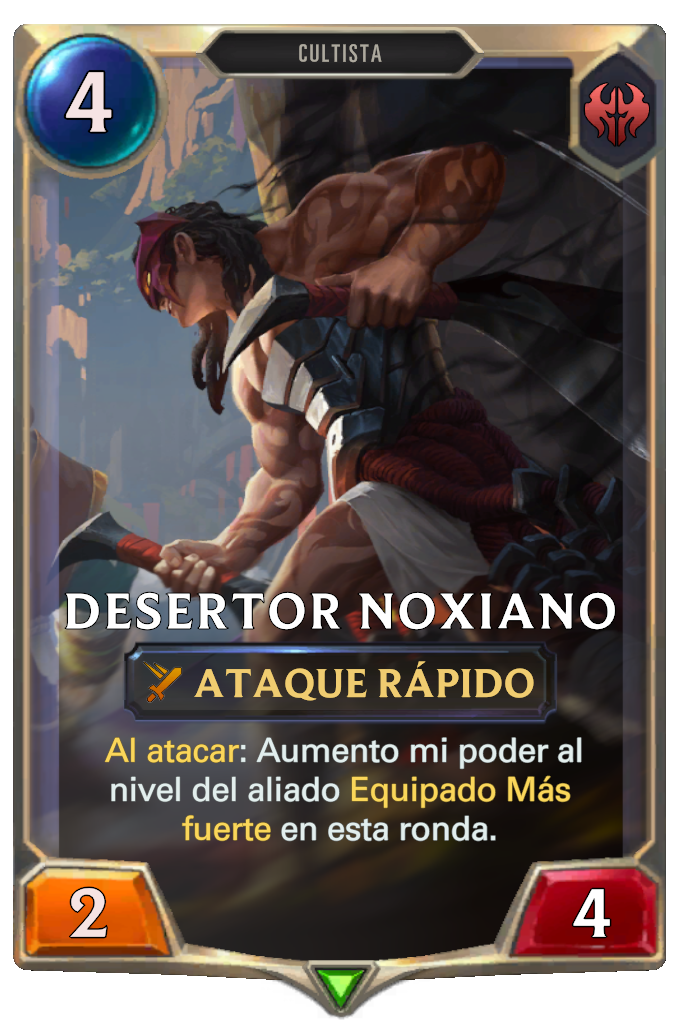 CULTISTA
4
DESERTOR NOXIANO
ATAQUE RÁPIDO
Al atacar: Aumento mi poder al
nivel del aliado Equipado Más
fuerte en esta ronda.
2
4